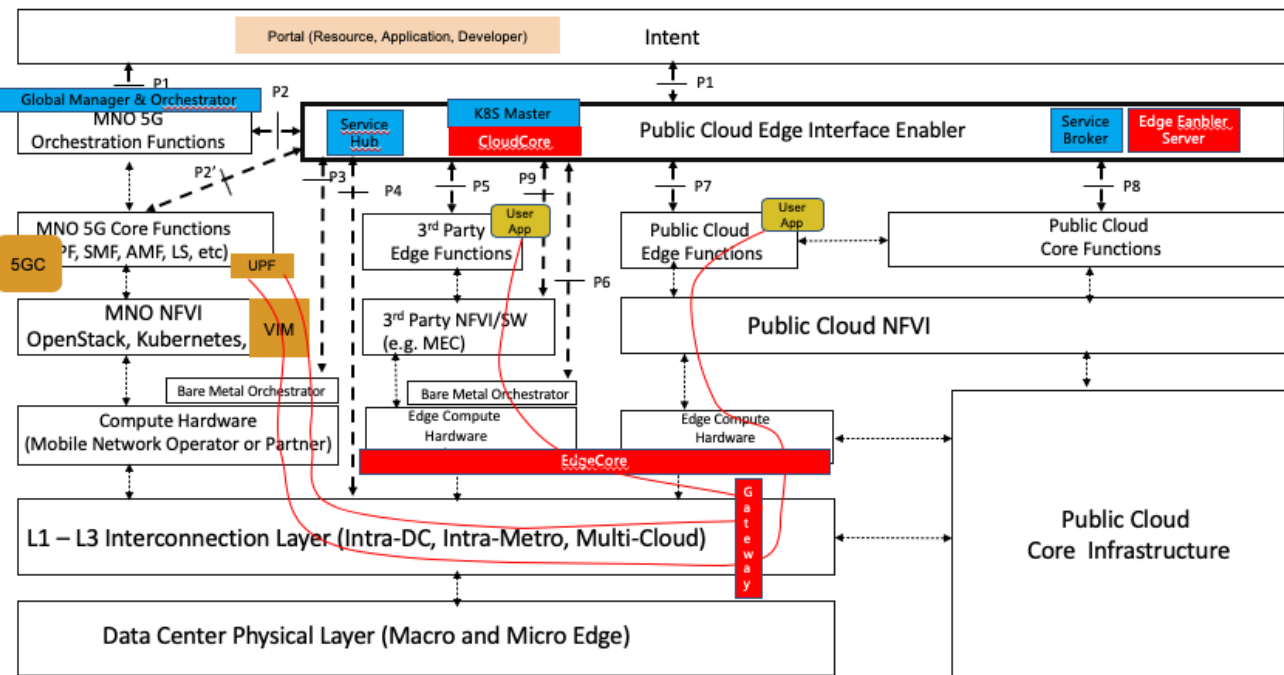 Portal (Resource, Application, Developer)
Intent
P1
P1
Global Manager & Orchestrator
P2
MNO 5G
Orchestration Functions
Service
Hub
K8S Master
CloudCore
Public Cloud Edge Interface Enabler
Service
Broker
Edge Eanbler
Server
P2'
P3
P4
P5
P9
P7
P8
MNO 5G Core Functions
PF, SMF, AMF, LS, etc)
5GC
UPF
3rd Party
Edge Functions
User
App
Public Cloud
Edge Functions
User
App
Public Cloud
Core Functions
P6
MNO NFVI
OpenStack, Kubernetes,
VIM
3rd Party NFVI/SW
(e.g. MEC)
Public Cloud NFVI
Bare Metal Orchestrator
Bare Metal Orchestrator
Compute Hardware
(Mobile Network Operator or Partner)
Edge Compute
Hardware
Edge Compute
Hardware
EdgeCore
Gateway
L1 – L3 Interconnection Layer (Intra-DC, Intra-Metro, Multi-Cloud)
Public Cloud
Core Infrastructure
Data Center Physical Layer (Macro and Micro Edge)